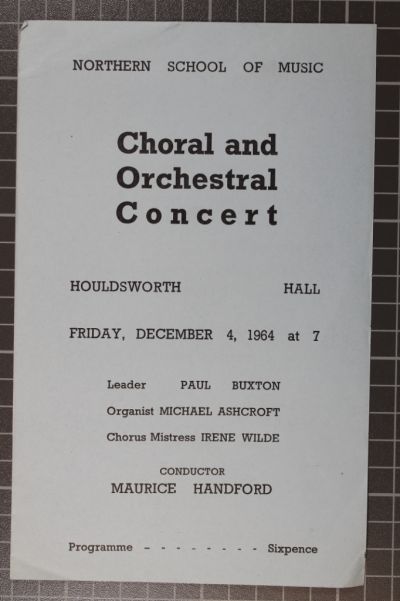 NORTHERN SCHOOL OF MUSIC
Choral and
Orchestral
Concert
HOULDSWORTH HALL
FRIDAY, DECEMBER 4, 1964 at 7
Leader PAUL BUXTON
Organist MICHAEL ASHCROFT
Chorus Mistress IRENE WILDE
CONDUCTOR
MAURICE HANDFORD
Programme - - - - - - - - Sixpence